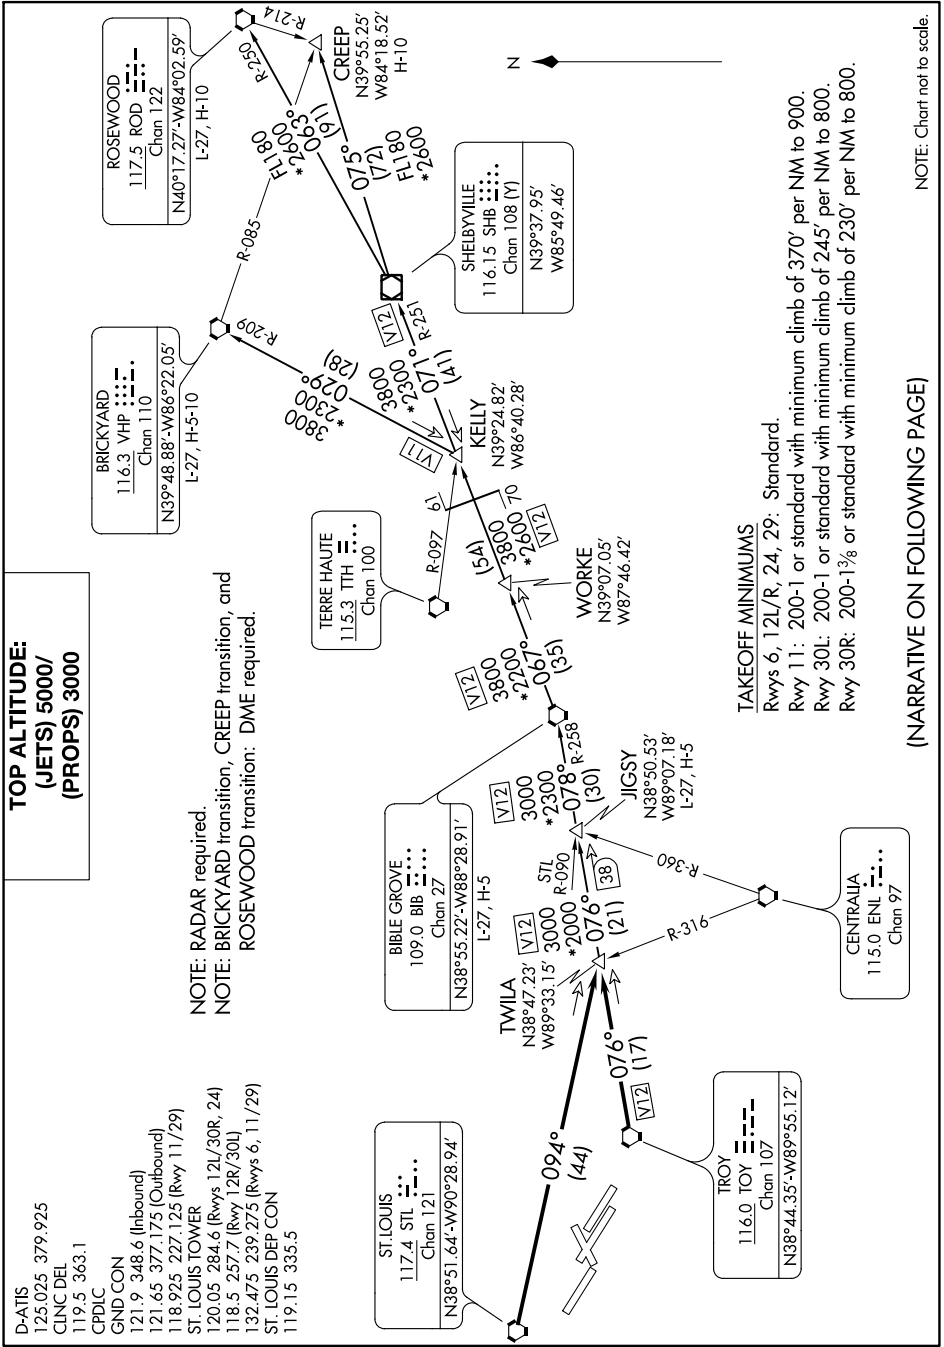 TOP ALTITUDE:
(JETS) 5000/
(PROPS) 3000
D-ATIS
125.025 379.925
CLNC DEL
119.5 363.1
CPDLC
GND CON
121.9 348.6 (Inbound)
121.65 377.175 (Outbound)
118.925 227.125 (Rwy 11/29)
ST. LOUIS TOWER
120.05 284.6 (Rwys 12L/30R, 24)
118.5 257.7 (Rwy 12R/30L)
132.475 239.275 (Rwys 6, 11/29)
ST. LOUIS DEP CON
119.15 335.5
NOTE: RADAR required.
NOTE: BRICKYARD transition, CREEP transition, and
ROSEWOOD transition: DME required.
ST.LOUIS
117.4 STL
Chan 121
N38°51.64'-W90°28.94'
094°
(44)
TROY
116.0 TOY
Chan 107
N38°44.35'-W89°55.12'
V12
076°
(17)
TWILA
N38°47.23'
W89°33.15'
V12
3000
*2000
076°
(21)
STL
R-090
38
R-316
R-360
CENTRALIA
115.0 ENL
Chan 97
JIGSY
N38°50.53'
W89°07.18'
L-27, H-5
V12
3000
*2300
078°
(30)
R-258
BIBLE GROVE
109.0 BIB
Chan 27
N38°55.22'-W88°28.91'
L-27, H-5
V12
3800
*2200
067°
(35)
WORKE
N39°07.05'
W87°46.42'
(54)
3800
*2600
V12
61
70
TERRE HAUTE
115.3 TTH
Chan 100
R-097
KELLY
N39°24.82'
W86°40.28'
V11
3800
*2300
029°
(28)
R-209
BRICKYARD
116.3 VHP
Chan 110
N39°48.88'-W86°22.05'
L-27, H-5-10
R-085
3800
*2300
071°
(41)
V12
R-251
SHELBYVILLE
116.15 SHB
Chan 108 (Y)
N39°37.95'
W85°49.46'
FL180
*2600
063°
(91)
R-250
075°
(72)
FL180
*2600
ROSEWOOD
117.5 ROD
Chan 122
N40°17.27'-W84°02.59'
L-27, H-10
R-214
CREEP
N39°55.25'
W84°18.52'
H-10
N
TAKEOFF MINIMUMS
Rwys 6, 12L/R, 24, 29: Standard.
Rwy 11: 200-1 or standard with minimum climb of 370' per NM to 900.
Rwy 30L: 200-1 or standard with minimum climb of 245' per NM to 800.
Rwy 30R: 200-1⅜ or standard with minimum climb of 230' per NM to 800.
(NARRATIVE ON FOLLOWING PAGE)
NOTE: Chart not to scale.